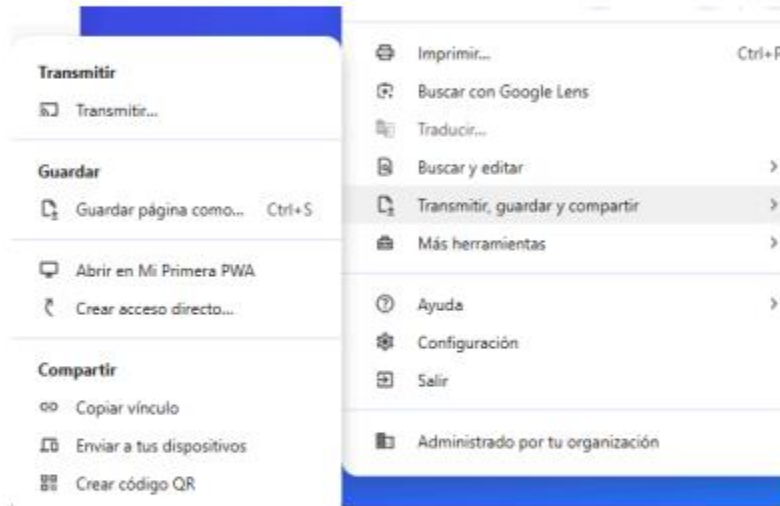 Transmitir
Transmitir...
Guardar
Guardar página como... Ctrl+S
Abrir en Mi Primera PWA
Crear acceso directo...
Compartir
Copiar vínculo
Enviar a tus dispositivos
Crear código QR
Imprimir... Ctrl+P
Buscar con Google Lens
Traducir...
Buscar y editar
Transmitir, guardar y compartir
Más herramientas
Ayuda
Configuración
Salir
Administrado por tu organización